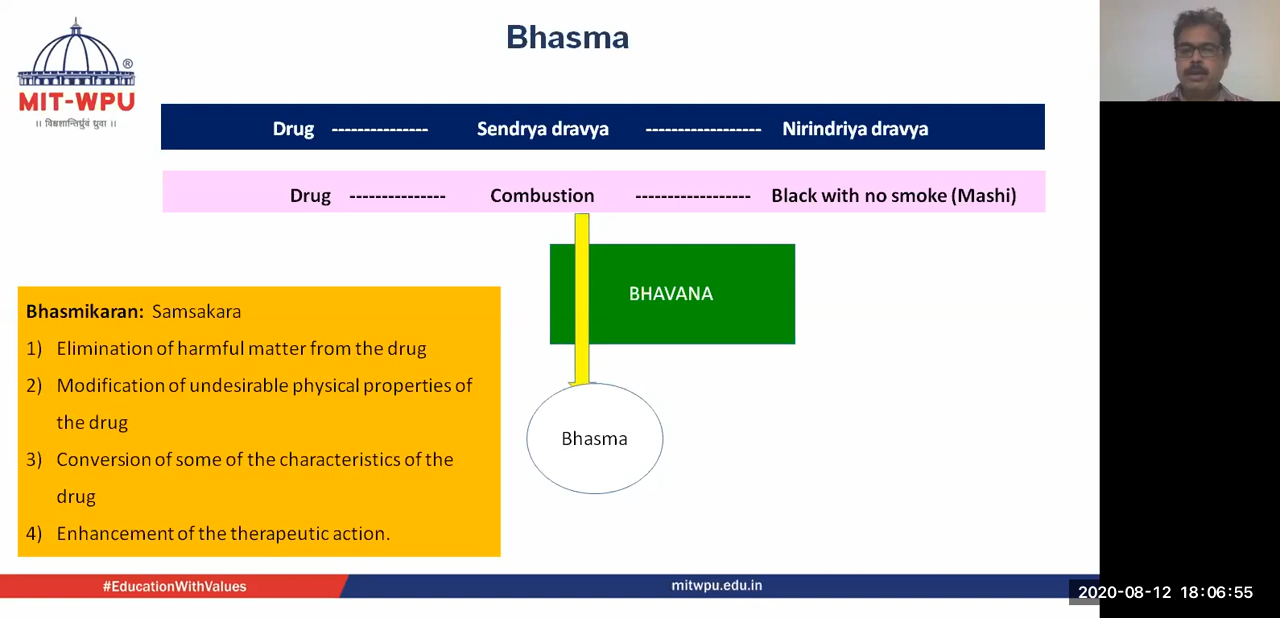 Bhasma
®
MIT-WPU
॥ विश्वशान्तिर्ध्रुवं ध्रुवा ॥
Drug --------------- Sendrya dravya ------------------ Nirindriya dravya
Drug --------------- Combustion ------------------ Black with no smoke (Mashi)
BHAVANA
Bhasmikaran: Samsakara
1) Elimination of harmful matter from the drug
2) Modification of undesirable physical properties of
the drug
3) Conversion of some of the characteristics of the
drug
4) Enhancement of the therapeutic action.
Bhasma
#EducationWithValues
mitwpu.edu.in
2020-08-12 18:06:55